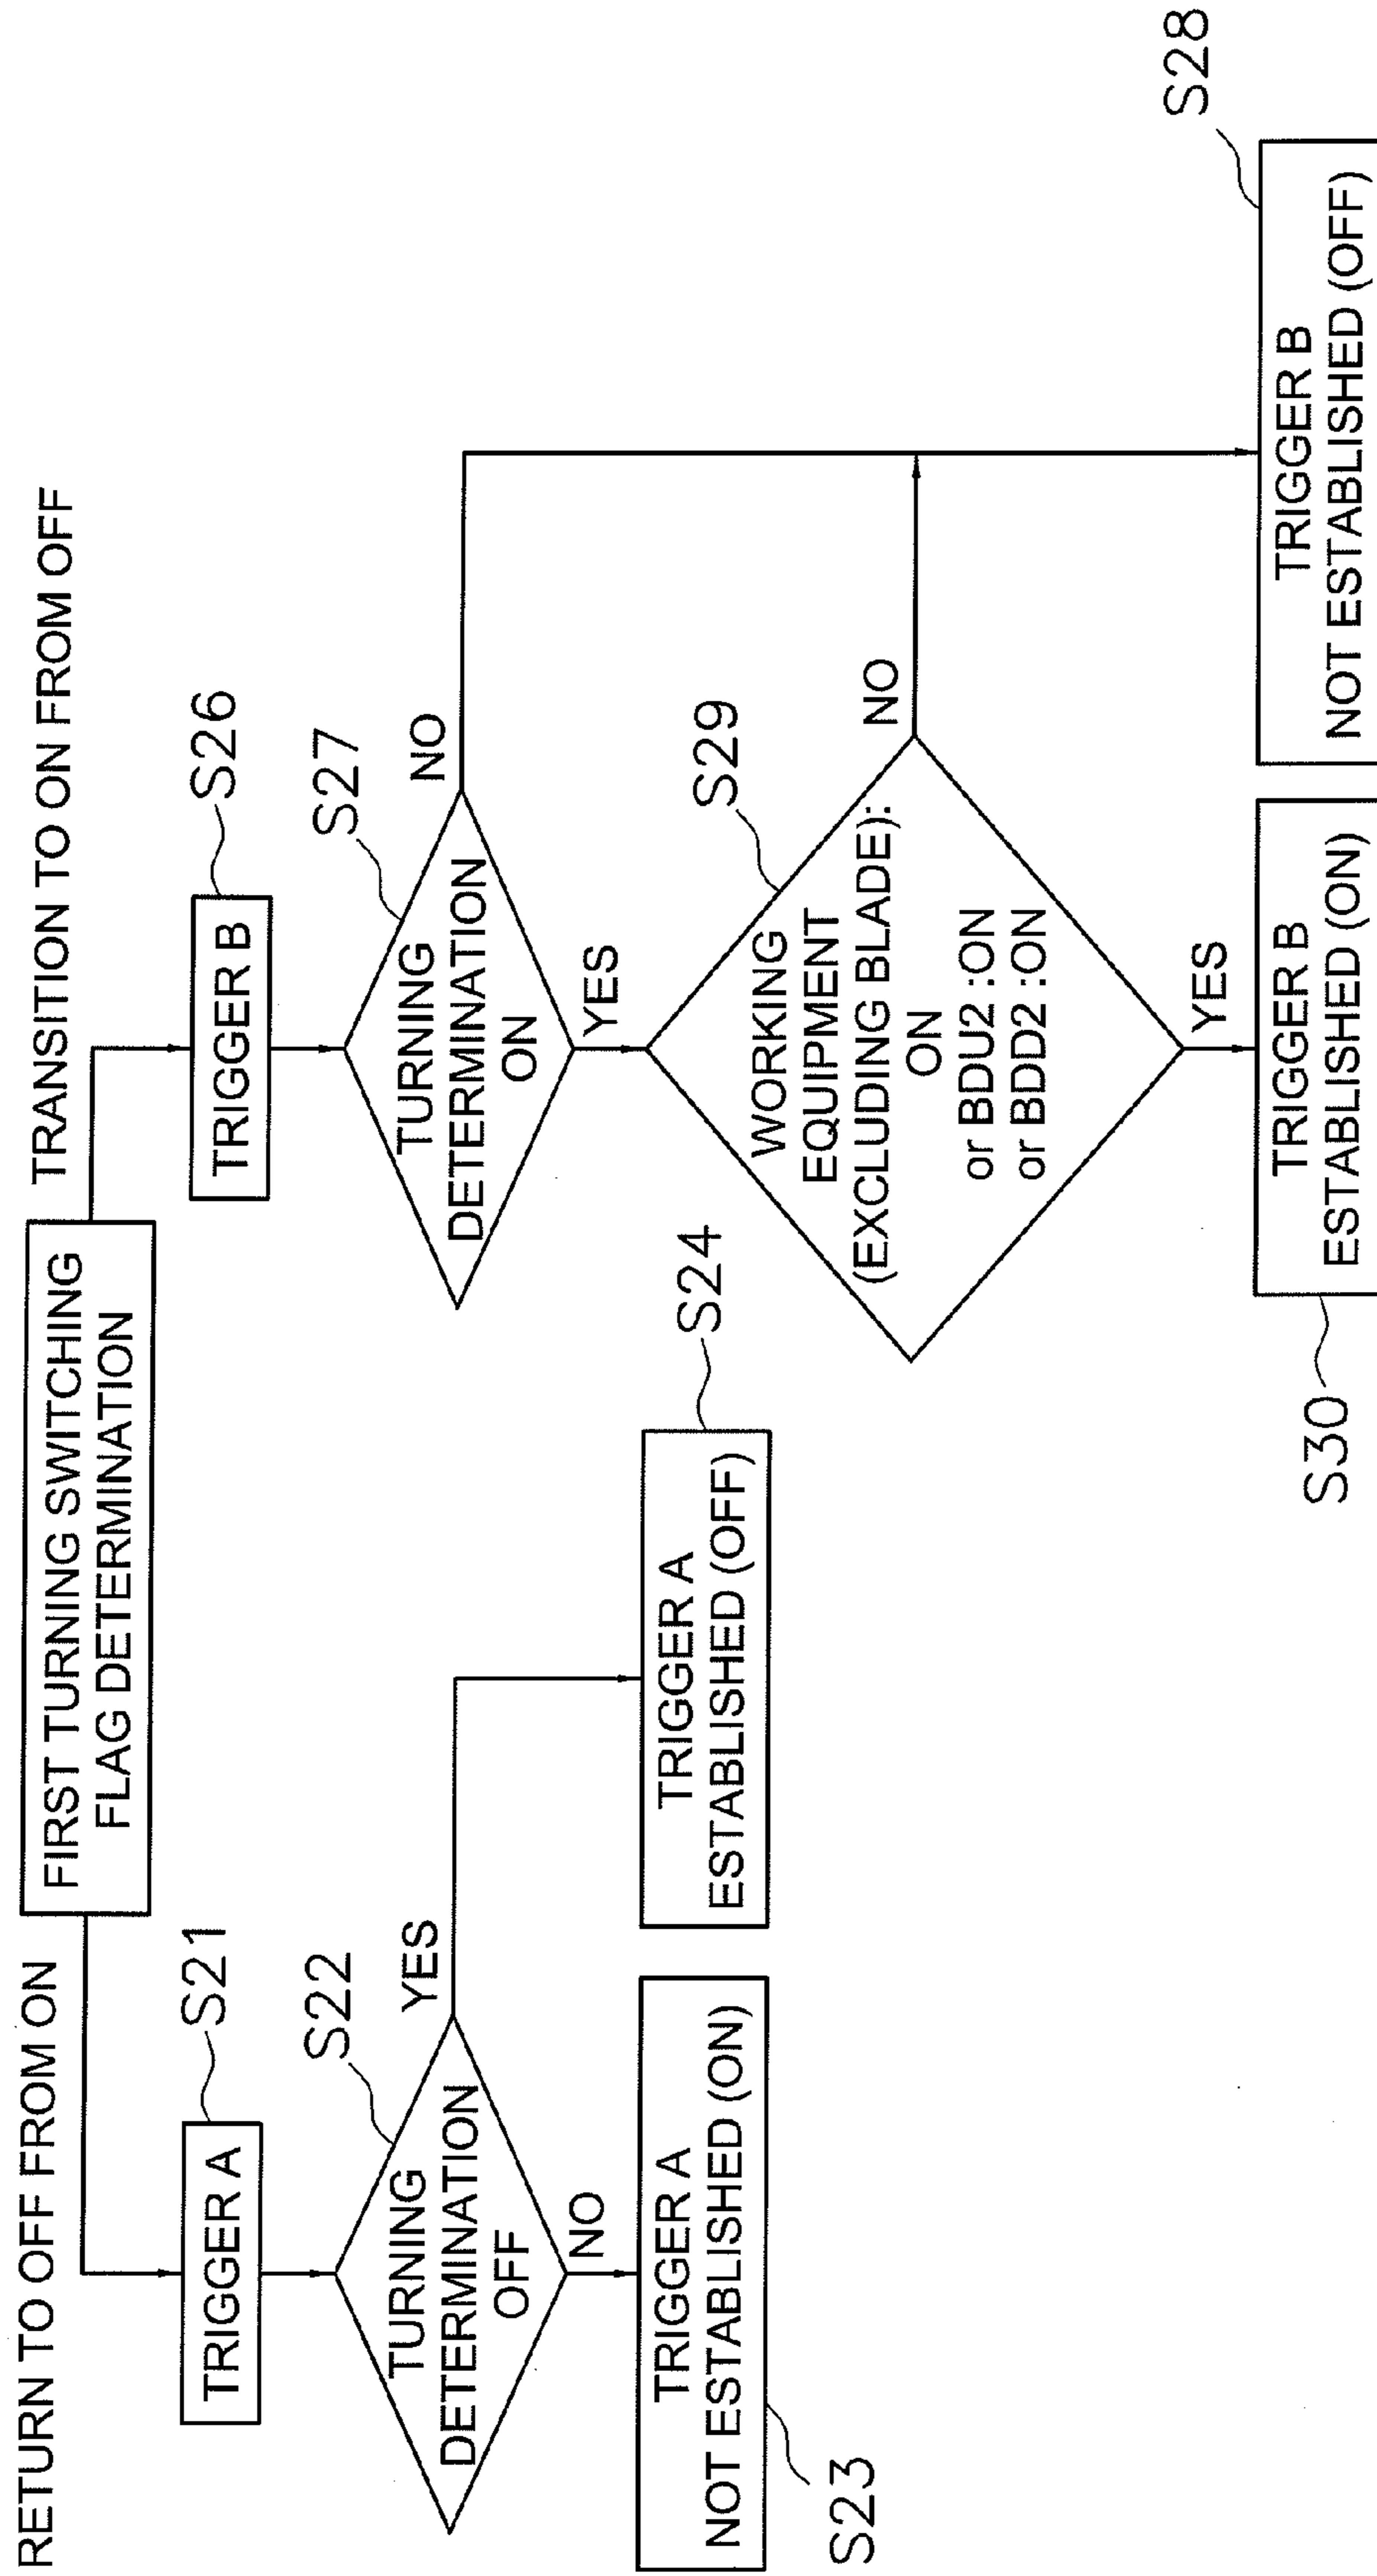 FIRST TURNING SWITCHING
FLAG DETERMINATION
RETURN TO OFF FROM ON
TRANSITION TO ON FROM OFF
TRIGGER A
S21
TURNING
DETERMINATION
OFF
S22
YES
NO
TRIGGER A
NOT ESTABLISHED (ON)
S23
TRIGGER A
ESTABLISHED (OFF)
S24
TRIGGER B
S26
TURNING
DETERMINATION
ON
S27
NO
YES
WORKING
EQUIPMENT
(EXCLUDING BLADE):
ON
or BDU2 :ON
or BDD2 :ON
S29
NO
YES
TRIGGER B
ESTABLISHED (ON)
S30
TRIGGER B
NOT ESTABLISHED (OFF)
S28